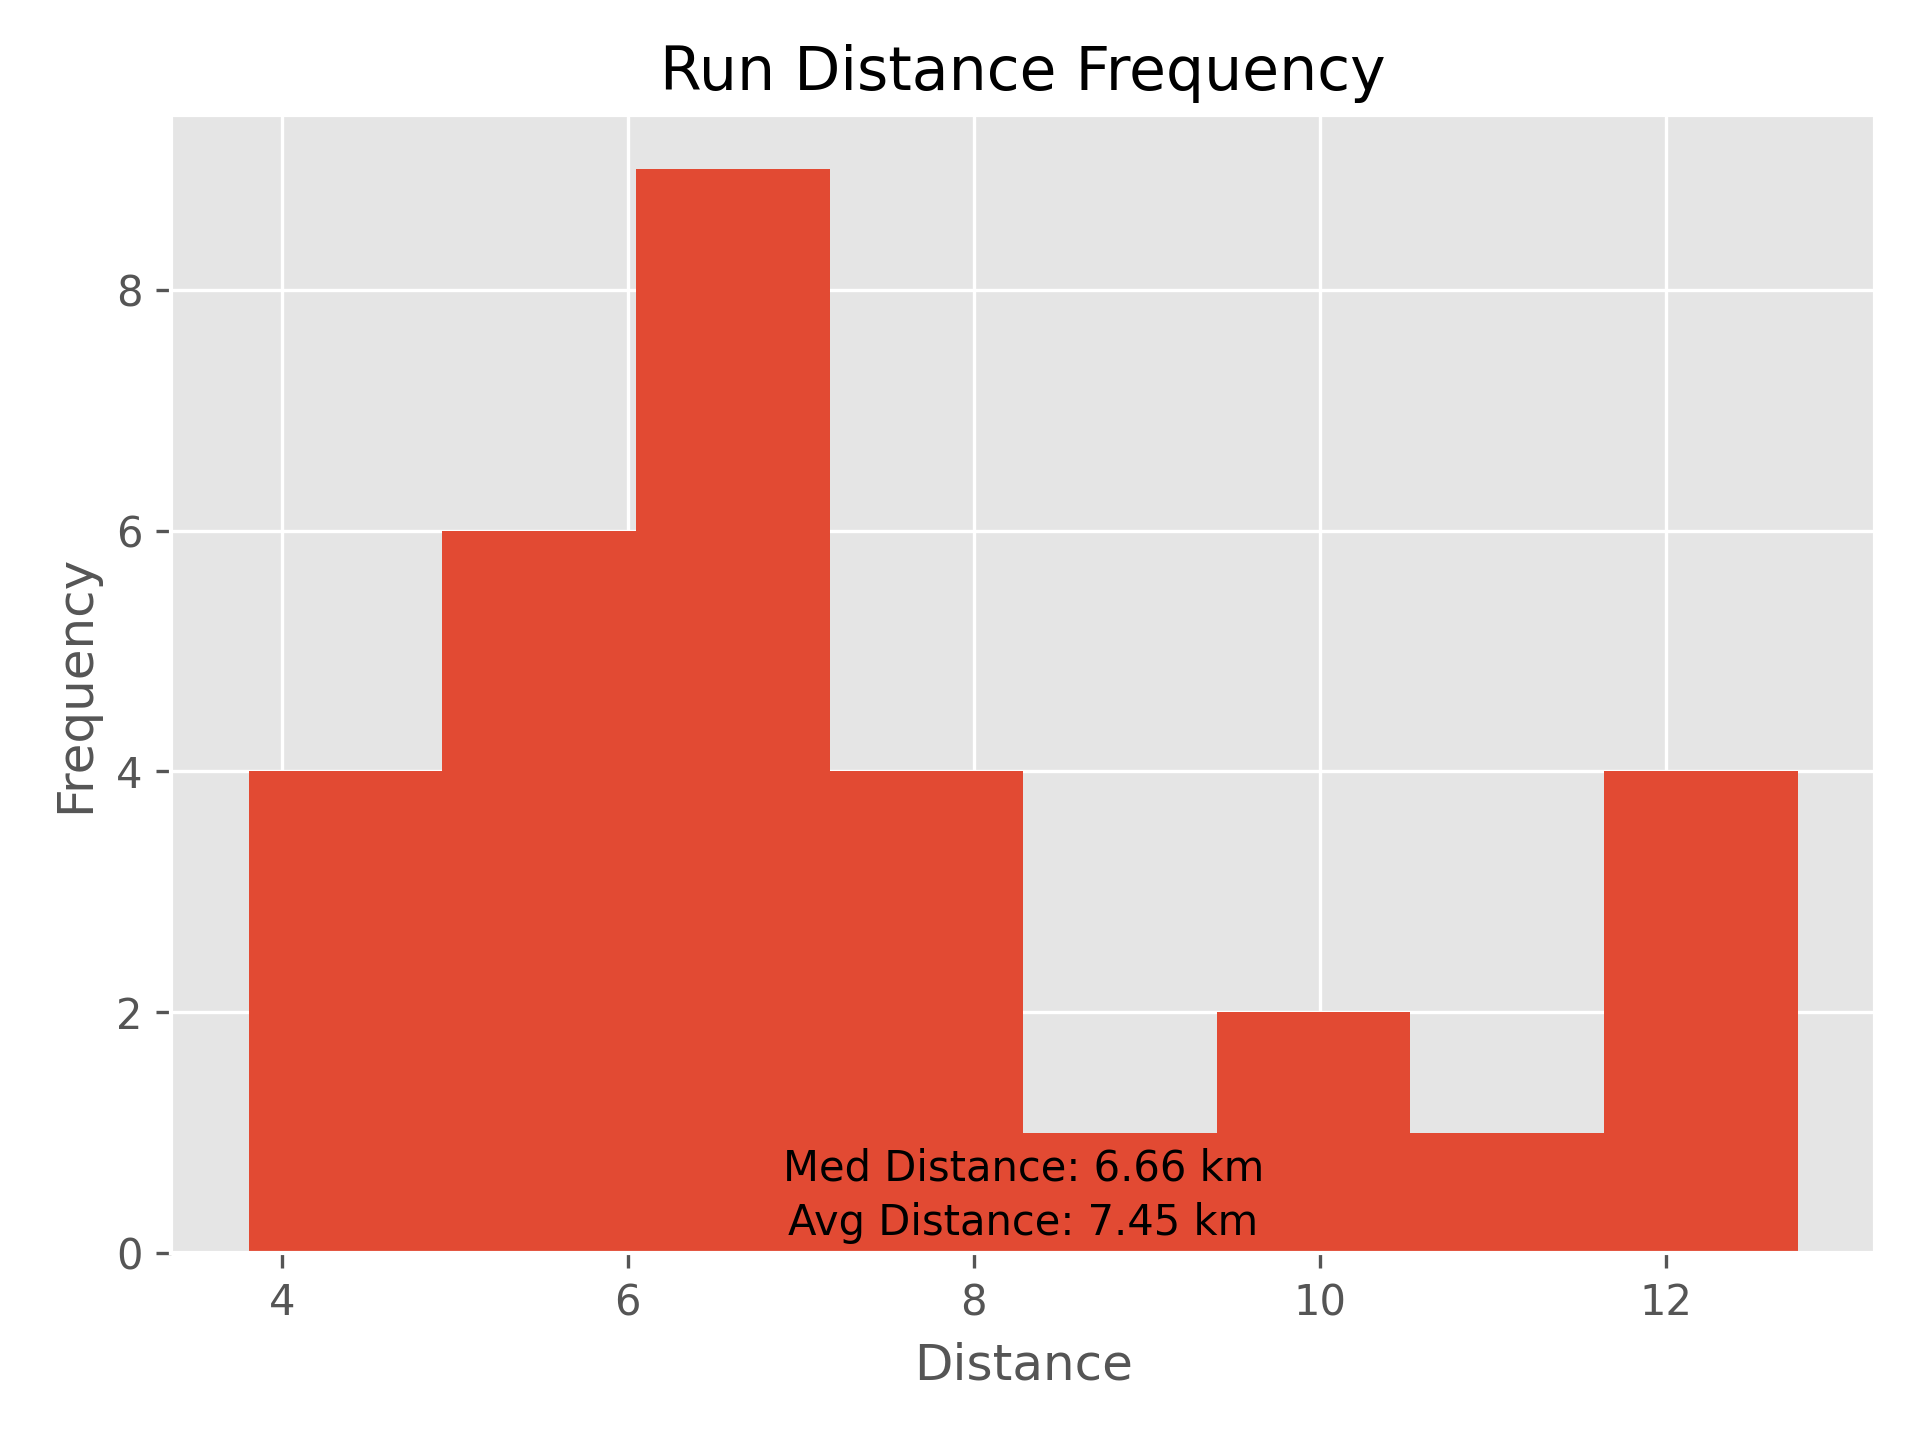 Run Distance Frequency
8
6
4
2
0
Frequency
Med Distance: 6.66 km
Avg Distance: 7.45 km
4 6 8 10 12
Distance